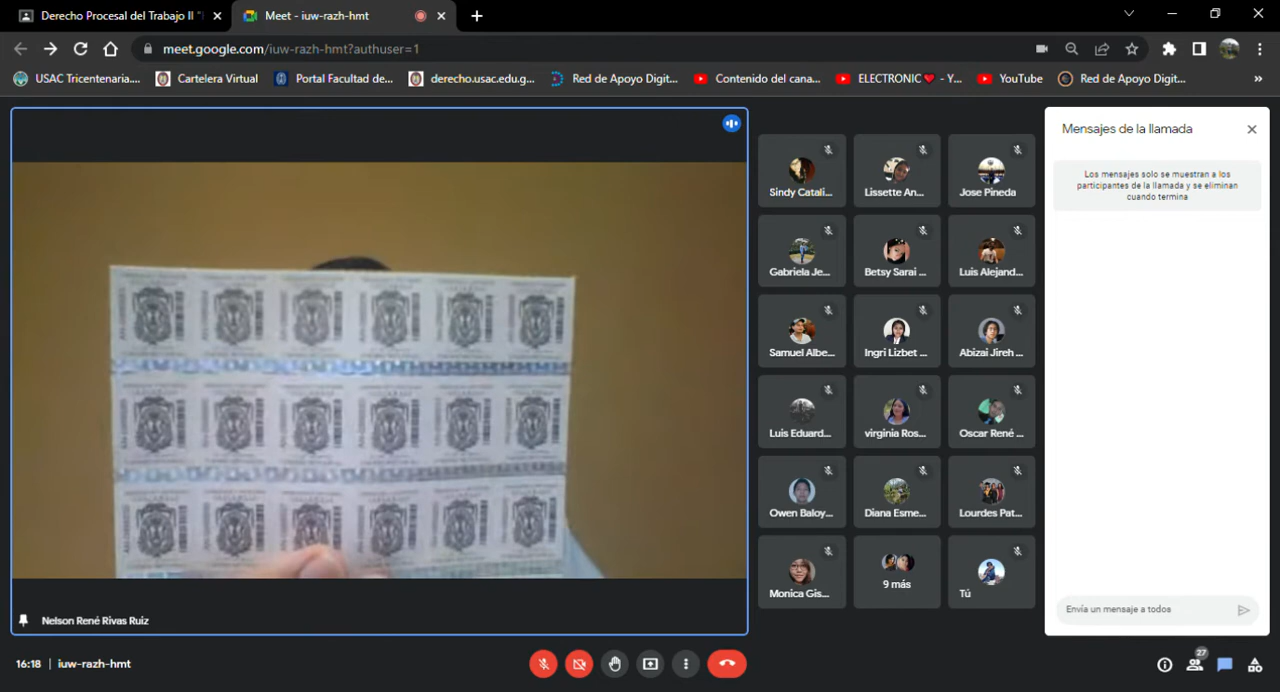 Derecho Procesal del Trabajo II "
Meet - iuw-razh-hmt
meet.google.com/iuw-razh-hmt?authuser=1
USAC Tricentenaria....
Cartelera Virtual
Portal Facultad de...
derecho.usac.edu.g...
Red de Apoyo Digit...
Contenido del cana...
ELECTRONIC❤ - Y...
YouTube
Red de Apoyo Digit...
Mensajes de la llamada
Los mensajes solo se muestran a los
participantes de la llamada y se eliminan
cuando termina
Sindy Catali...
Lissette An...
Jose Pineda
Gabriela Je...
Betsy Sarai ...
Luis Alejand...
Samuel Albe...
Ingri Lizbet ...
Abizai Jireh ...
Luis Eduard...
virginia Ros...
Oscar René ...
Owen Baloy...
Diana Esme...
Lourdes Pat...
Monica Gis...
9 más
Tú
Envía un mensaje a todos
Nelson René Rivas Ruiz
16:18 | iuw-razh-hmt
27